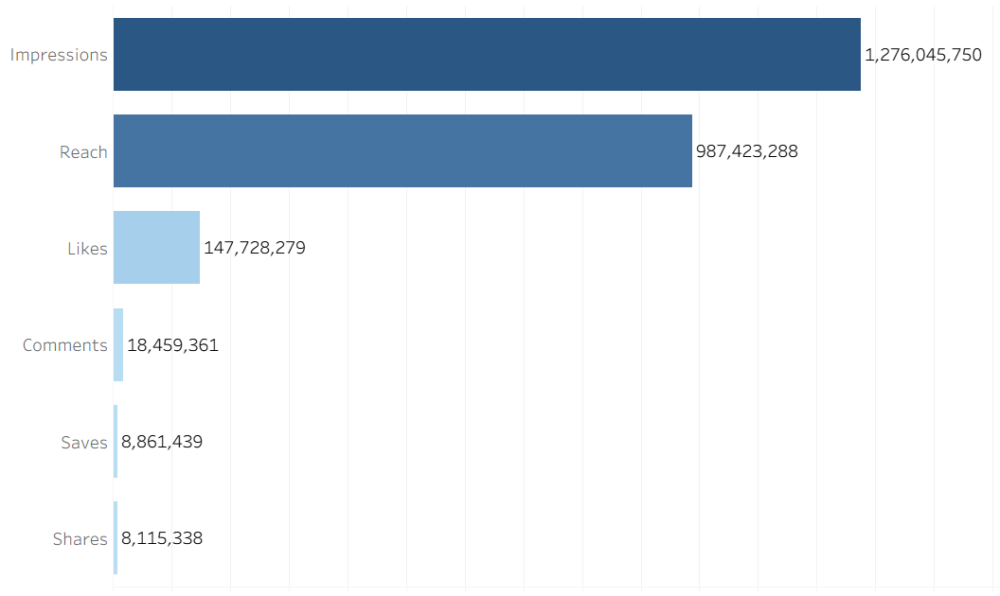 Impressions 1,276,045,750
Reach 987,423,288
Likes 147,728,279
Comments 18,459,361
Saves 8,861,439
Shares 8,115,338